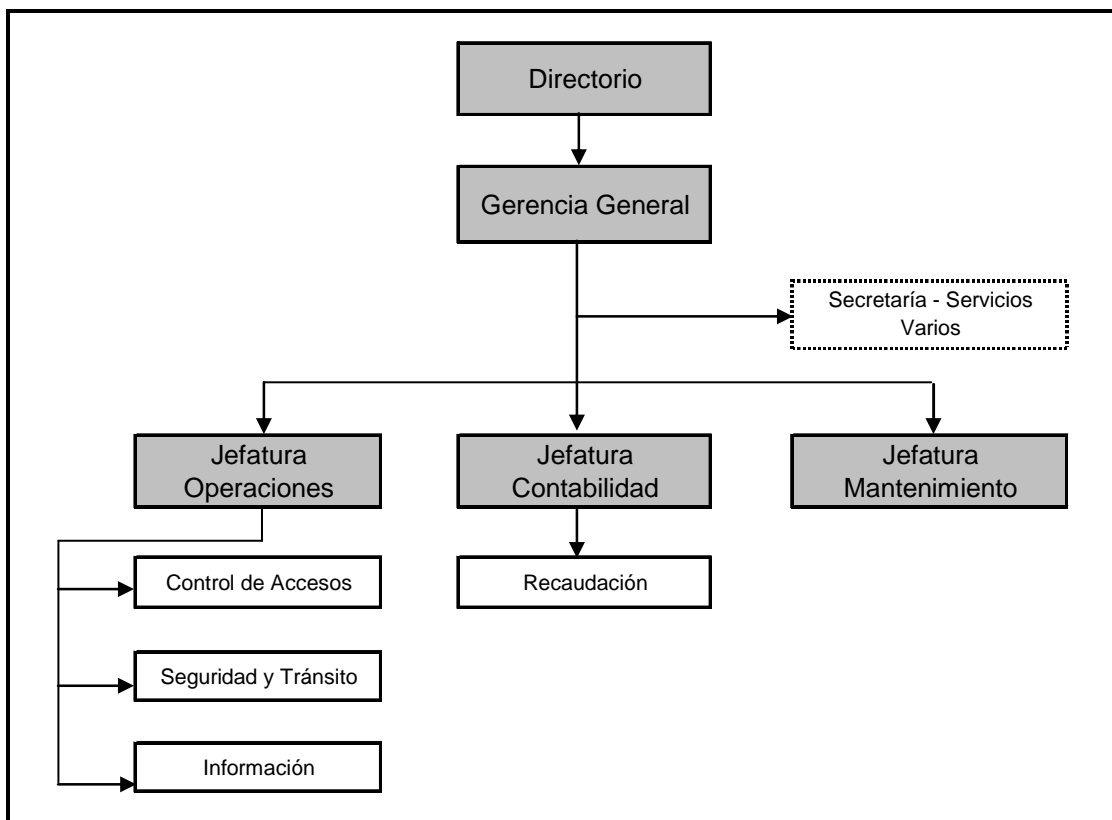 Directorio
Gerencia General
Secretaría - Servicios
Varios
Jefatura
Operaciones
Jefatura
Contabilidad
Jefatura
Mantenimiento
Control de Accesos
Recaudación
Seguridad y Tránsito
Información